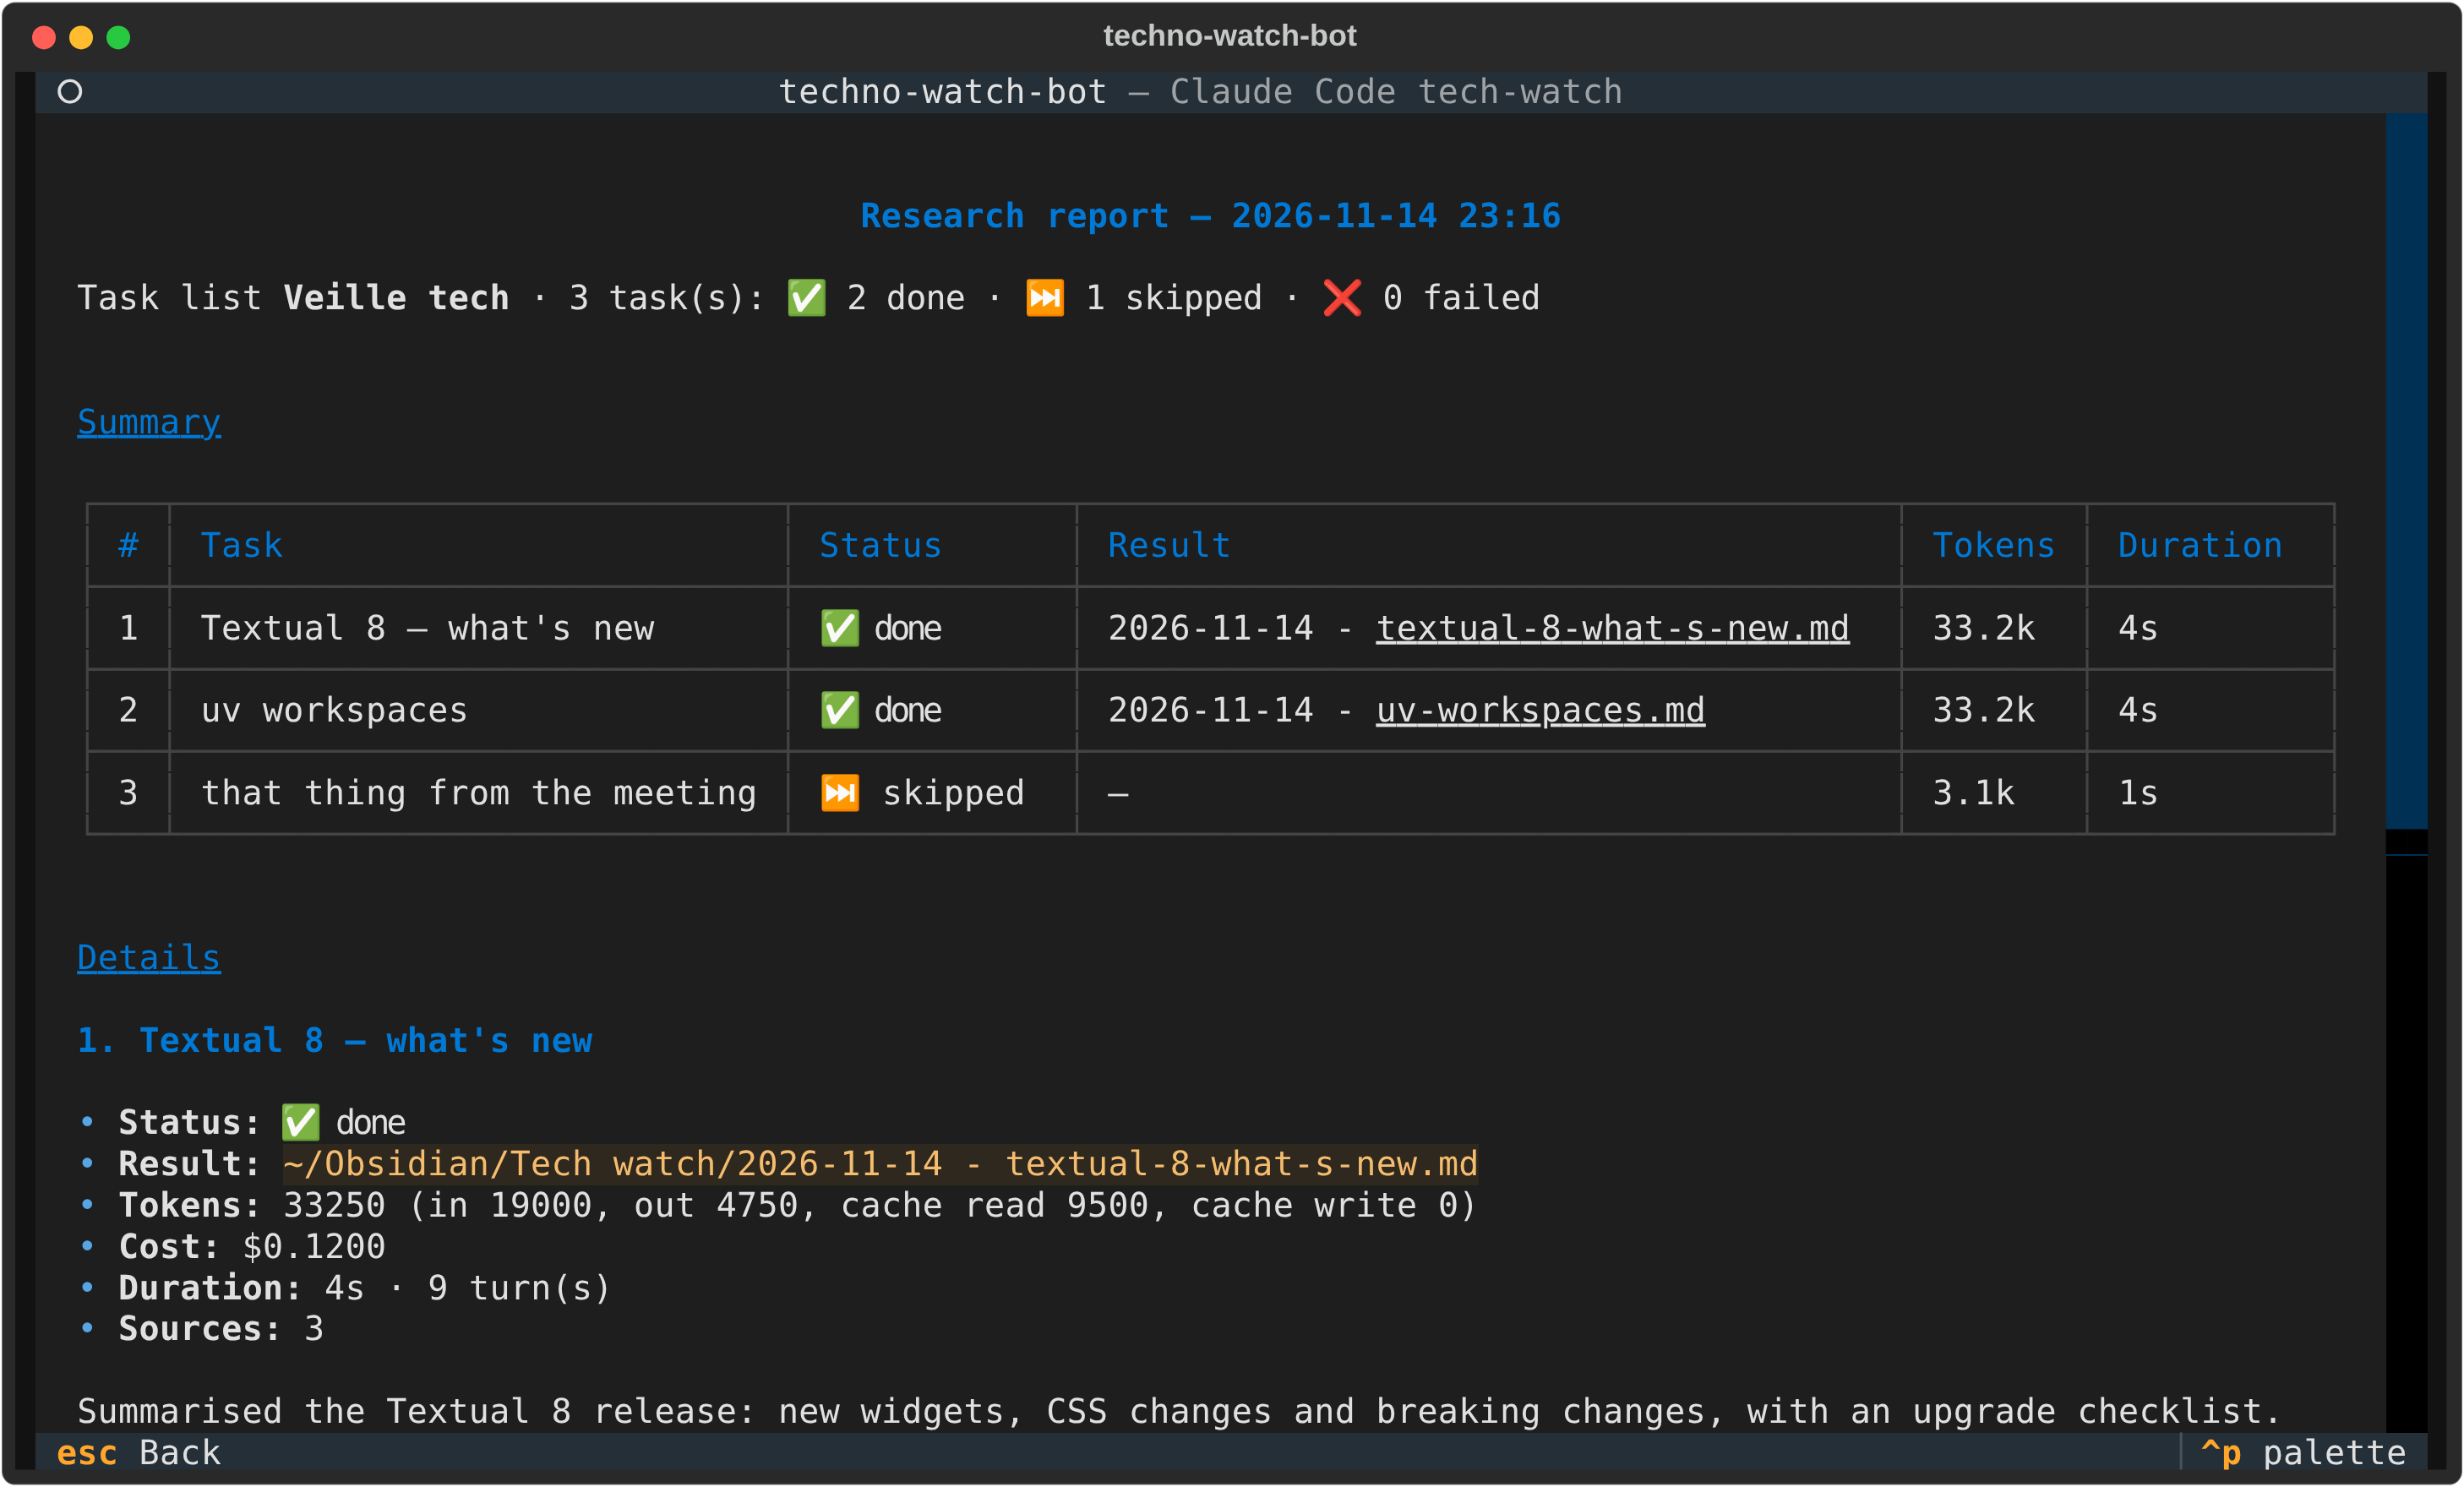 techno-watch-bot
techno-watch-bot — Claude Code tech-watch
Research report — 2026-11-14 23:16
Task list Veille tech · 3 task(s): ✅ 2 done · ⏭️ 1 skipped · ❌ 0 failed
Summary
# Task Status Result Tokens Duration
1 Textual 8 — what's new ✅ done 2026-11-14 - textual-8-what-s-new.md 33.2k 4s
2 uv workspaces ✅ done 2026-11-14 - uv-workspaces.md 33.2k 4s
3 that thing from the meeting ⏭️ skipped — 3.1k 1s
Details
1. Textual 8 — what's new
• Status: ✅ done
• Result: ~/Obsidian/Tech watch/2026-11-14 - textual-8-what-s-new.md
• Tokens: 33250 (in 19000, out 4750, cache read 9500, cache write 0)
• Cost: $0.1200
• Duration: 4s · 9 turn(s)
• Sources: 3
Summarised the Textual 8 release: new widgets, CSS changes and breaking changes, with an upgrade checklist.
esc Back ^p palette